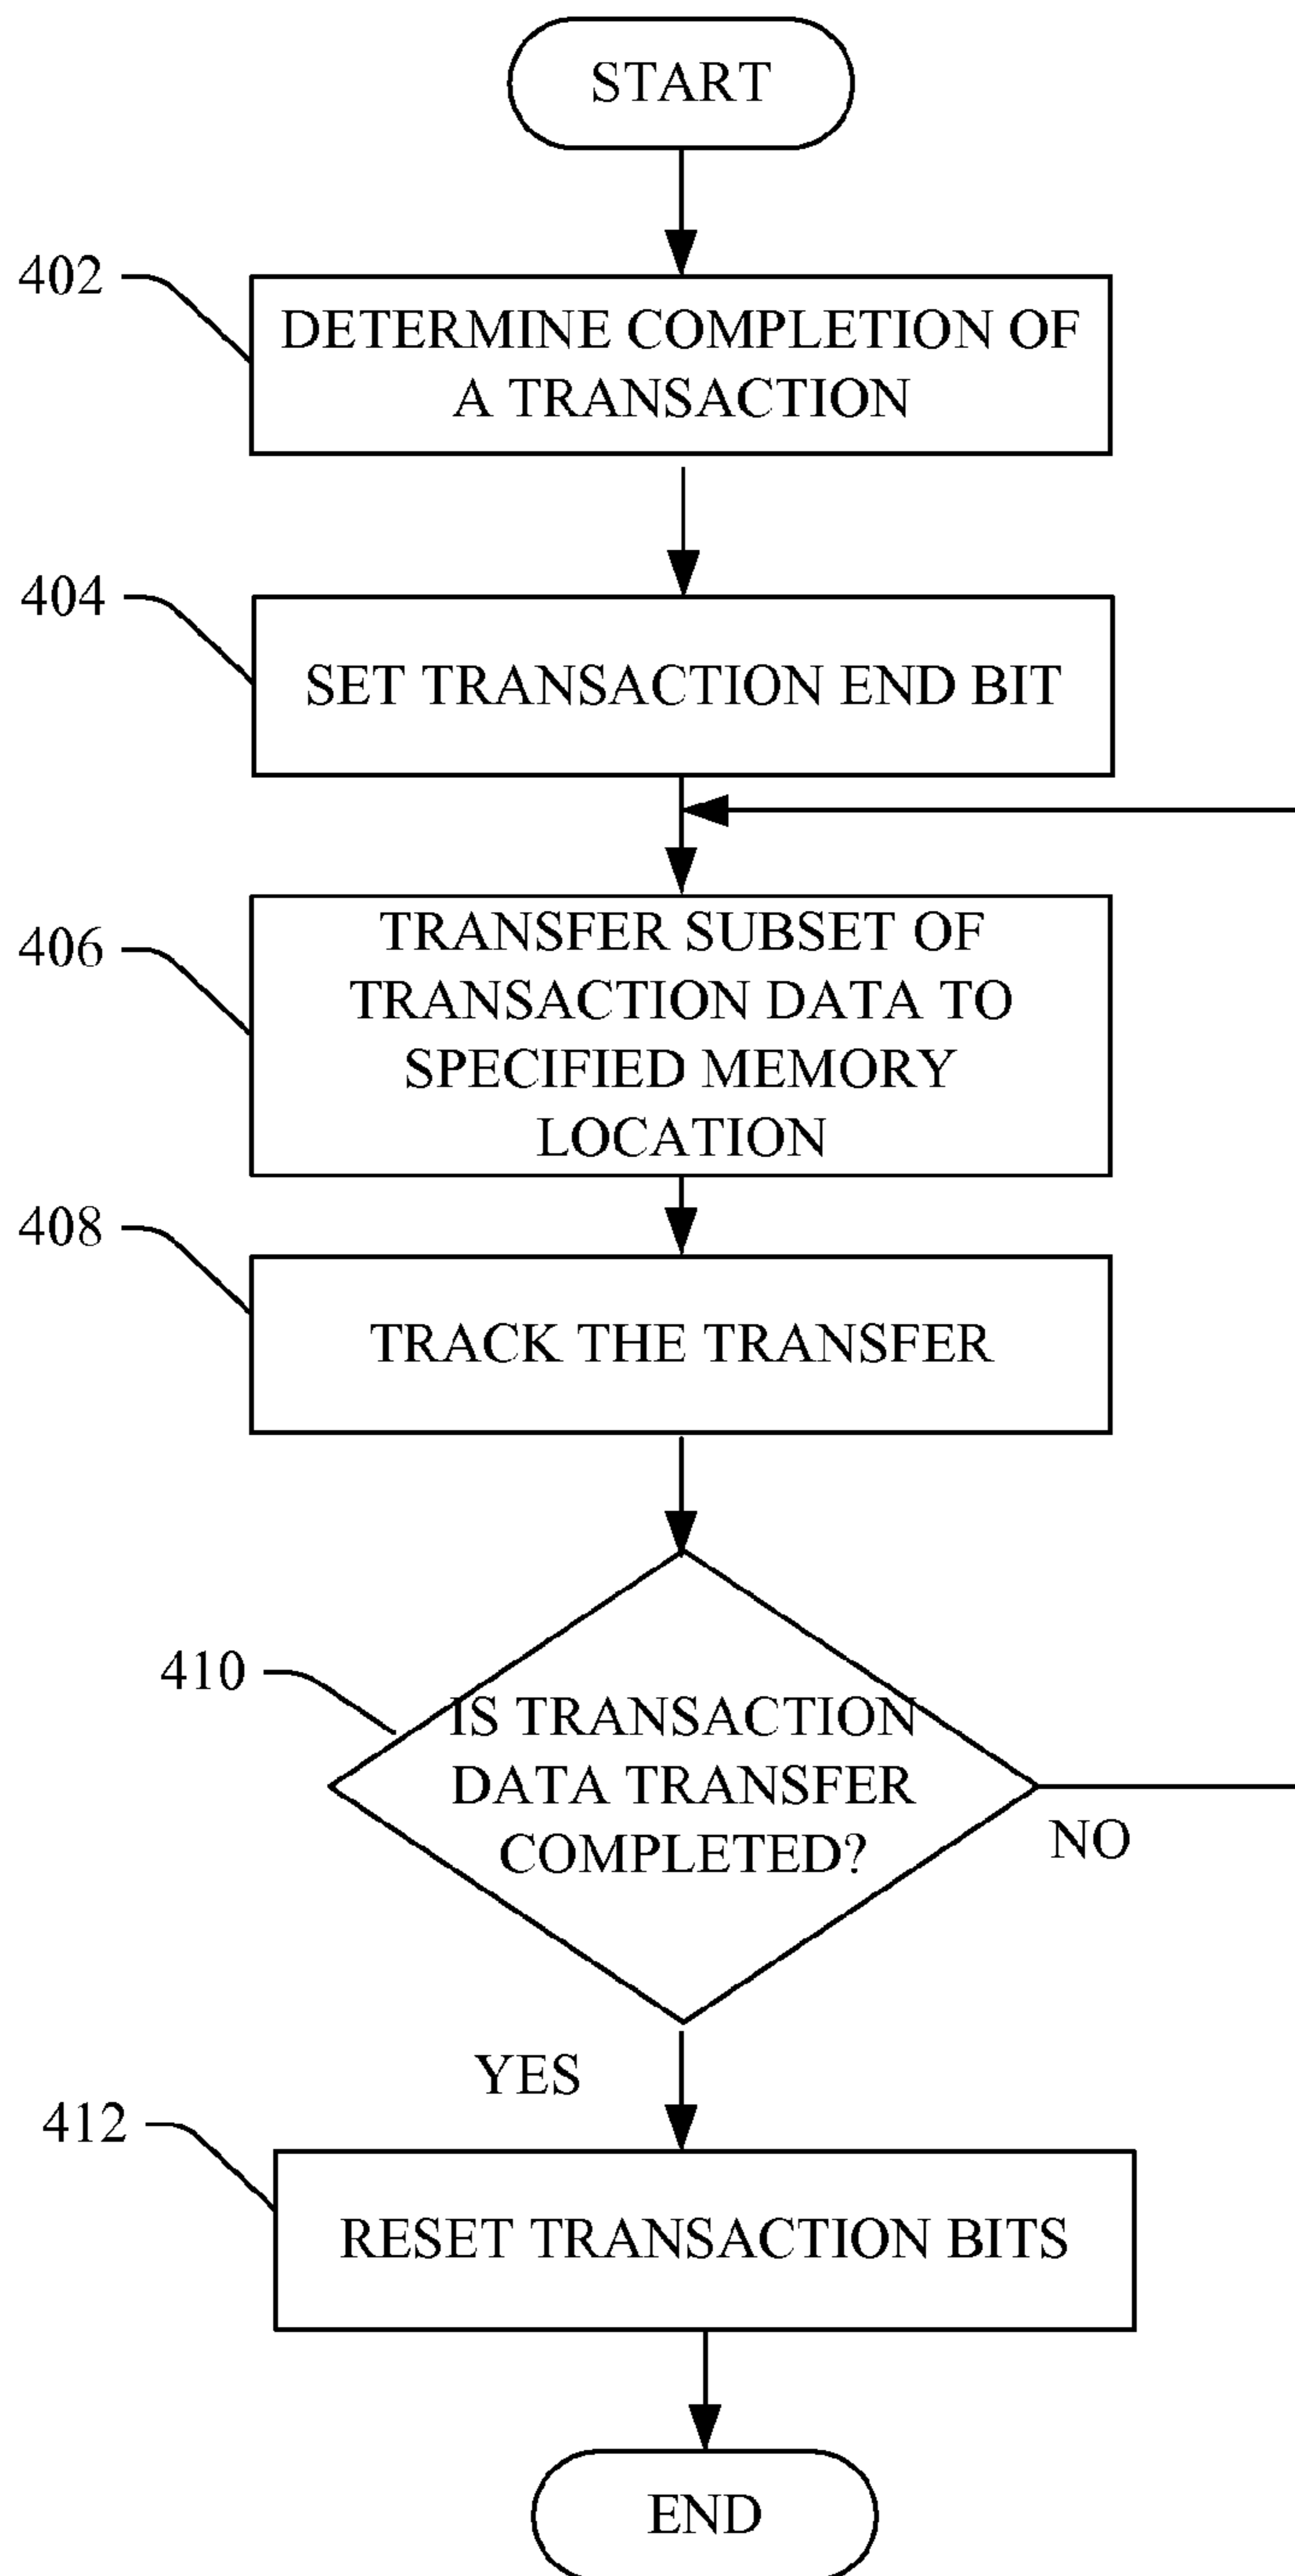 START
402
DETERMINE COMPLETION OF
A TRANSACTION
404
SET TRANSACTION END BIT
406
TRANSFER SUBSET OF
TRANSACTION DATA TO
SPECIFIED MEMORY
LOCATION
408
TRACK THE TRANSFER
410
IS TRANSACTION
DATA TRANSFER
COMPLETED?
NO
YES
412
RESET TRANSACTION BITS
END